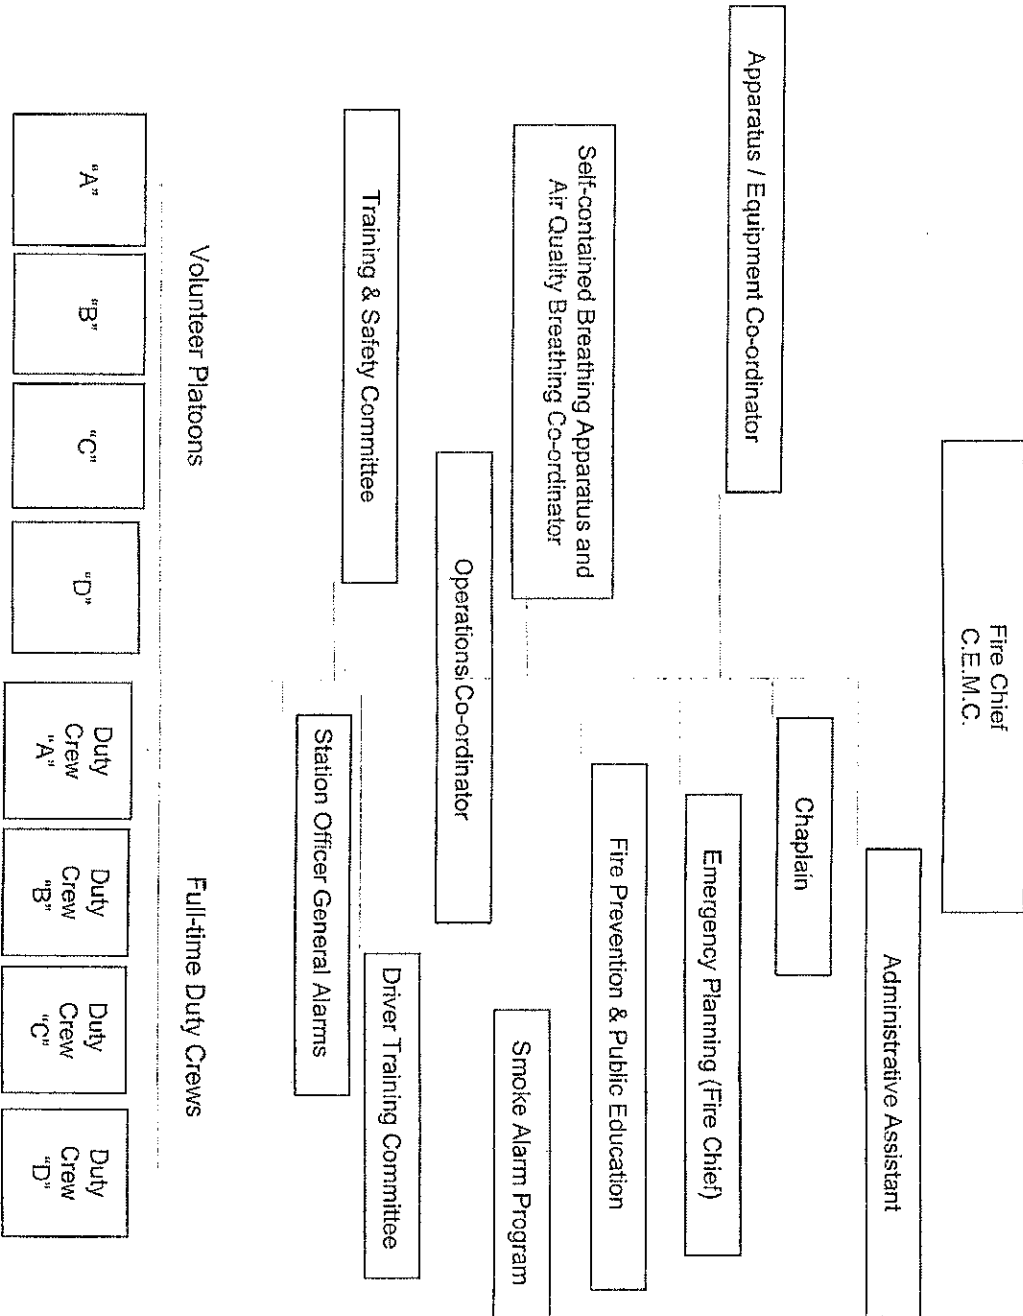 Fire Chief
C.E.M.C.
Administrative Assistant
Chaplain
Apparatus / Equipment Co-ordinator
Emergency Planning (Fire Chief)
Fire Prevention & Public Education
Self-contained Breathing Apparatus and
Air Quality Breathing Co-ordinator
Smoke Alarm Program
Operations Co-ordinator
Driver Training Committee
Training & Safety Committee
Station Officer General Alarms
Volunteer Platoons
Full-time Duty Crews
"A"
"B"
"C"
"D"
Duty
Crew
"A"
Duty
Crew
"B"
Duty
Crew
"C"
Duty
Crew
"D"